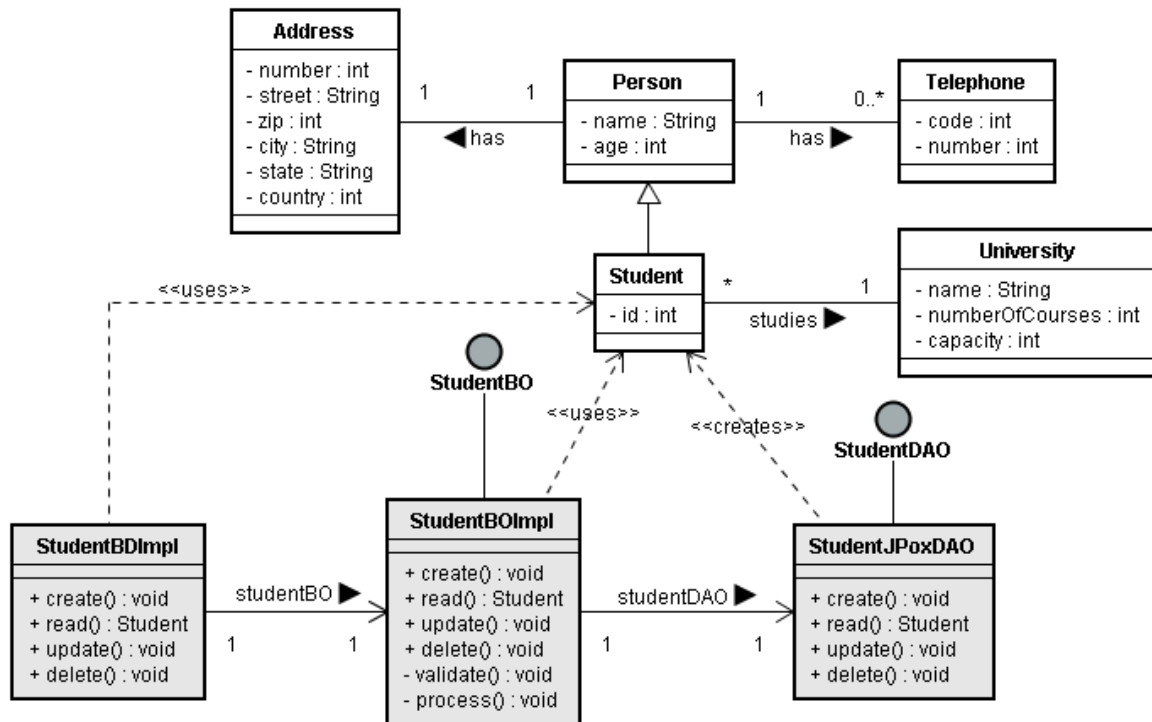 Address
- number : int
- street : String
- zip : int
- city : String
- state : String
- country : int
1
1
has
Person
- name : String
- age : int
1
0..*
has
Telephone
- code : int
- number : int
Student
- id : int
*
1
studies
University
- name : String
- numberOfCourses : int
- capacity : int
<<uses>>
StudentBO
<<uses>>
<<creates>>
StudentDAO
StudentBDImpl
+ create() : void
+ read() : Student
+ update() : void
+ delete() : void
studentBO
1
1
StudentBOImpl
+ create() : void
+ read() : Student
+ update() : void
+ delete() : void
- validate() : void
- process() : void
studentDAO
1
1
StudentJPoxDAO
+ create() : void
+ read() : Student
+ update() : void
+ delete() : void